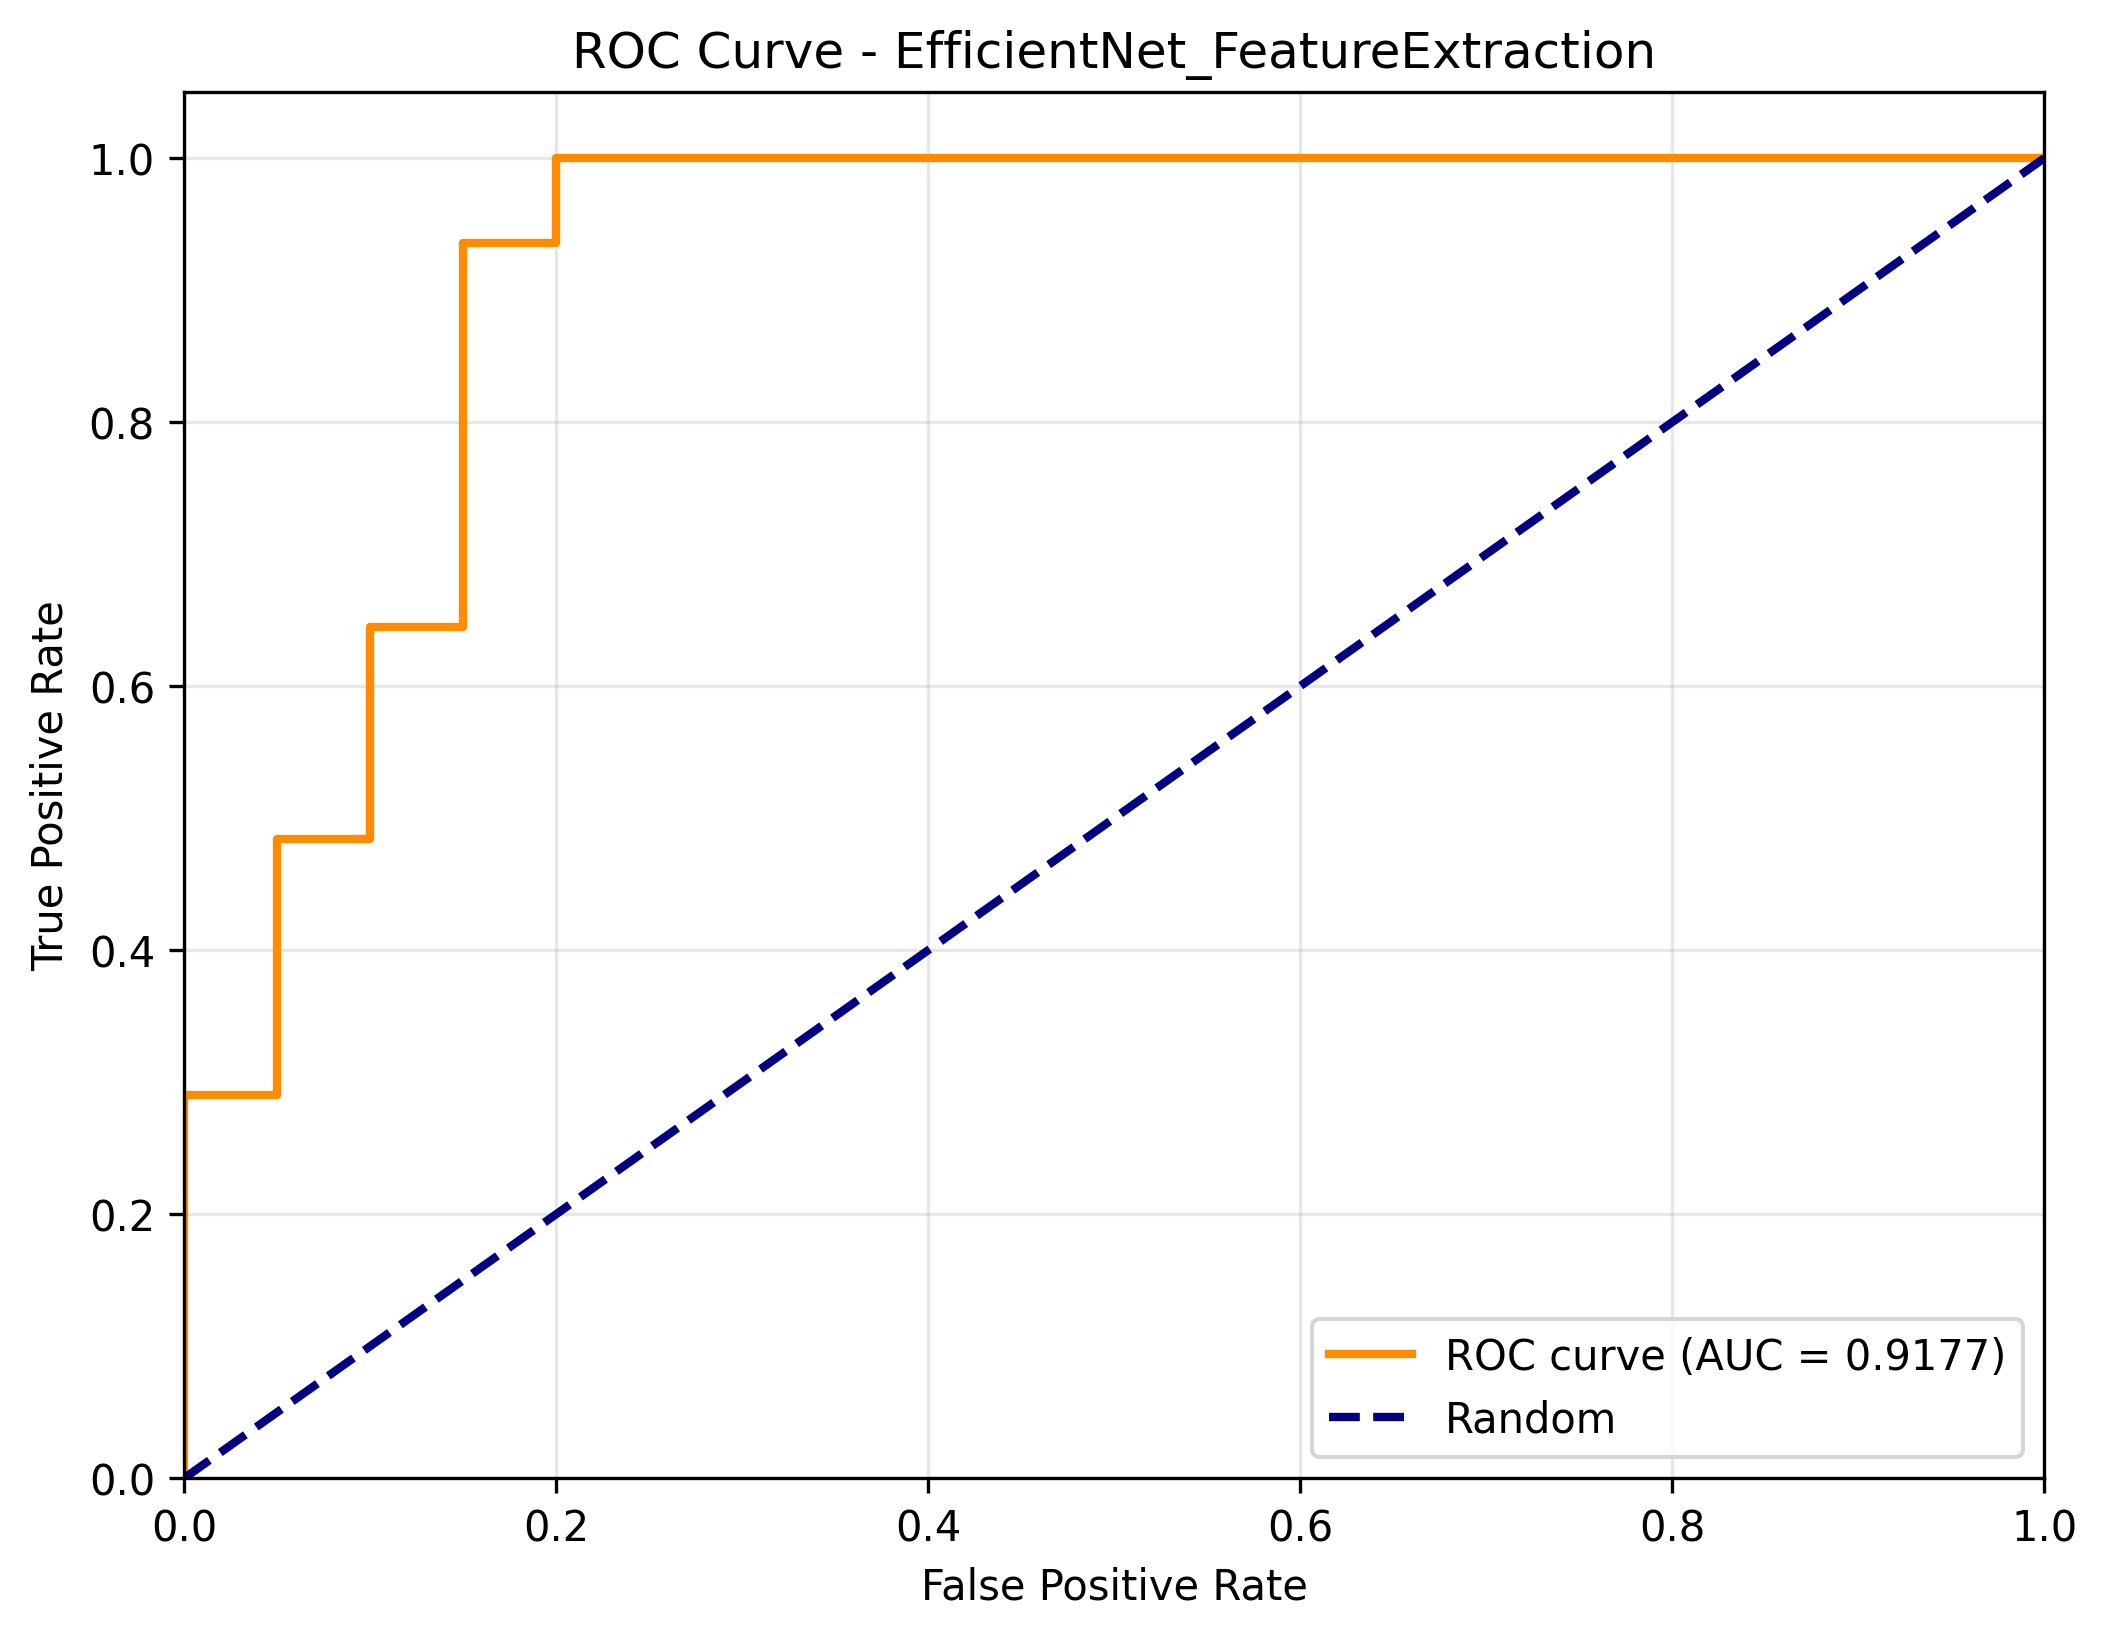 ROC Curve - EfficientNet_FeatureExtraction
True Positive Rate
1.0
0.8
0.6
0.4
0.2
0.0
0.0 0.2 0.4 0.6 0.8 1.0
False Positive Rate
ROC curve (AUC = 0.9177)
Random